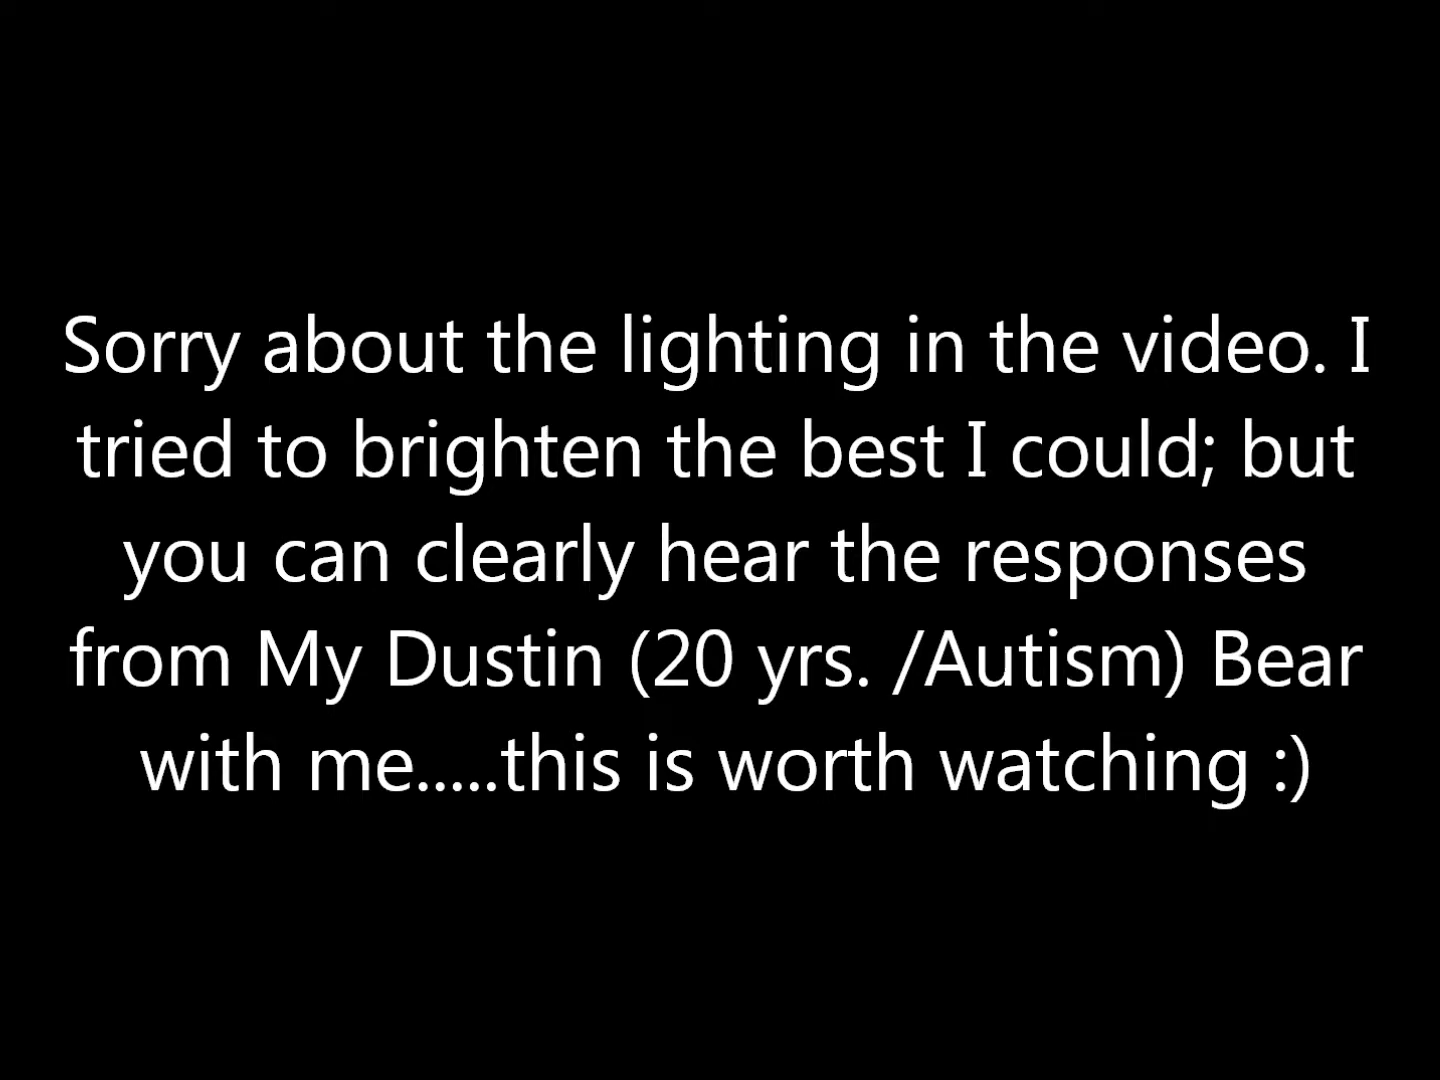 Sorry about the lighting in the video. I
tried to brighten the best I could; but
you can clearly hear the responses
from My Dustin (20 yrs. /Autism) Bear
with me.....this is worth watching :)